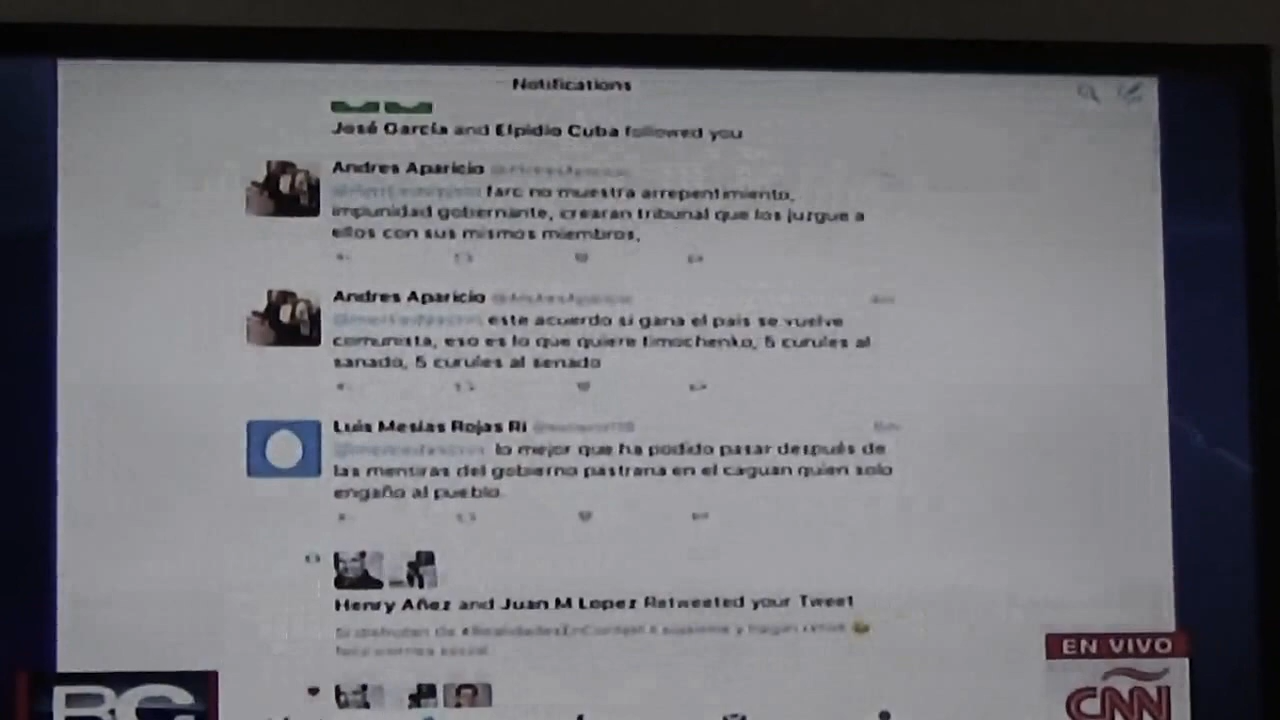 Notifications
José García and Elpidio Cuba followed you
Andres Aparicio
farc no muestra arrepentimiento,
impunidad gobernante, crearan tribunal que los juzgue a
ellos con sus mismos miembros,
Andres Aparicio
este acuerdo si gana el pais se vuelve
comunista, eso es lo que quiere timochenko, 5 curules al
sanado, 5 curules al senado
Luis Mesias Rojas Ri
lo mejor que ha podido pasar después de
las mentiras del gobierno pastrana en el caguan quien solo
engaño al pueblo.
Henry Añez and Juan M Lopez Retweeted your Tweet
Si disfrutan de
EN VIVO
CNN